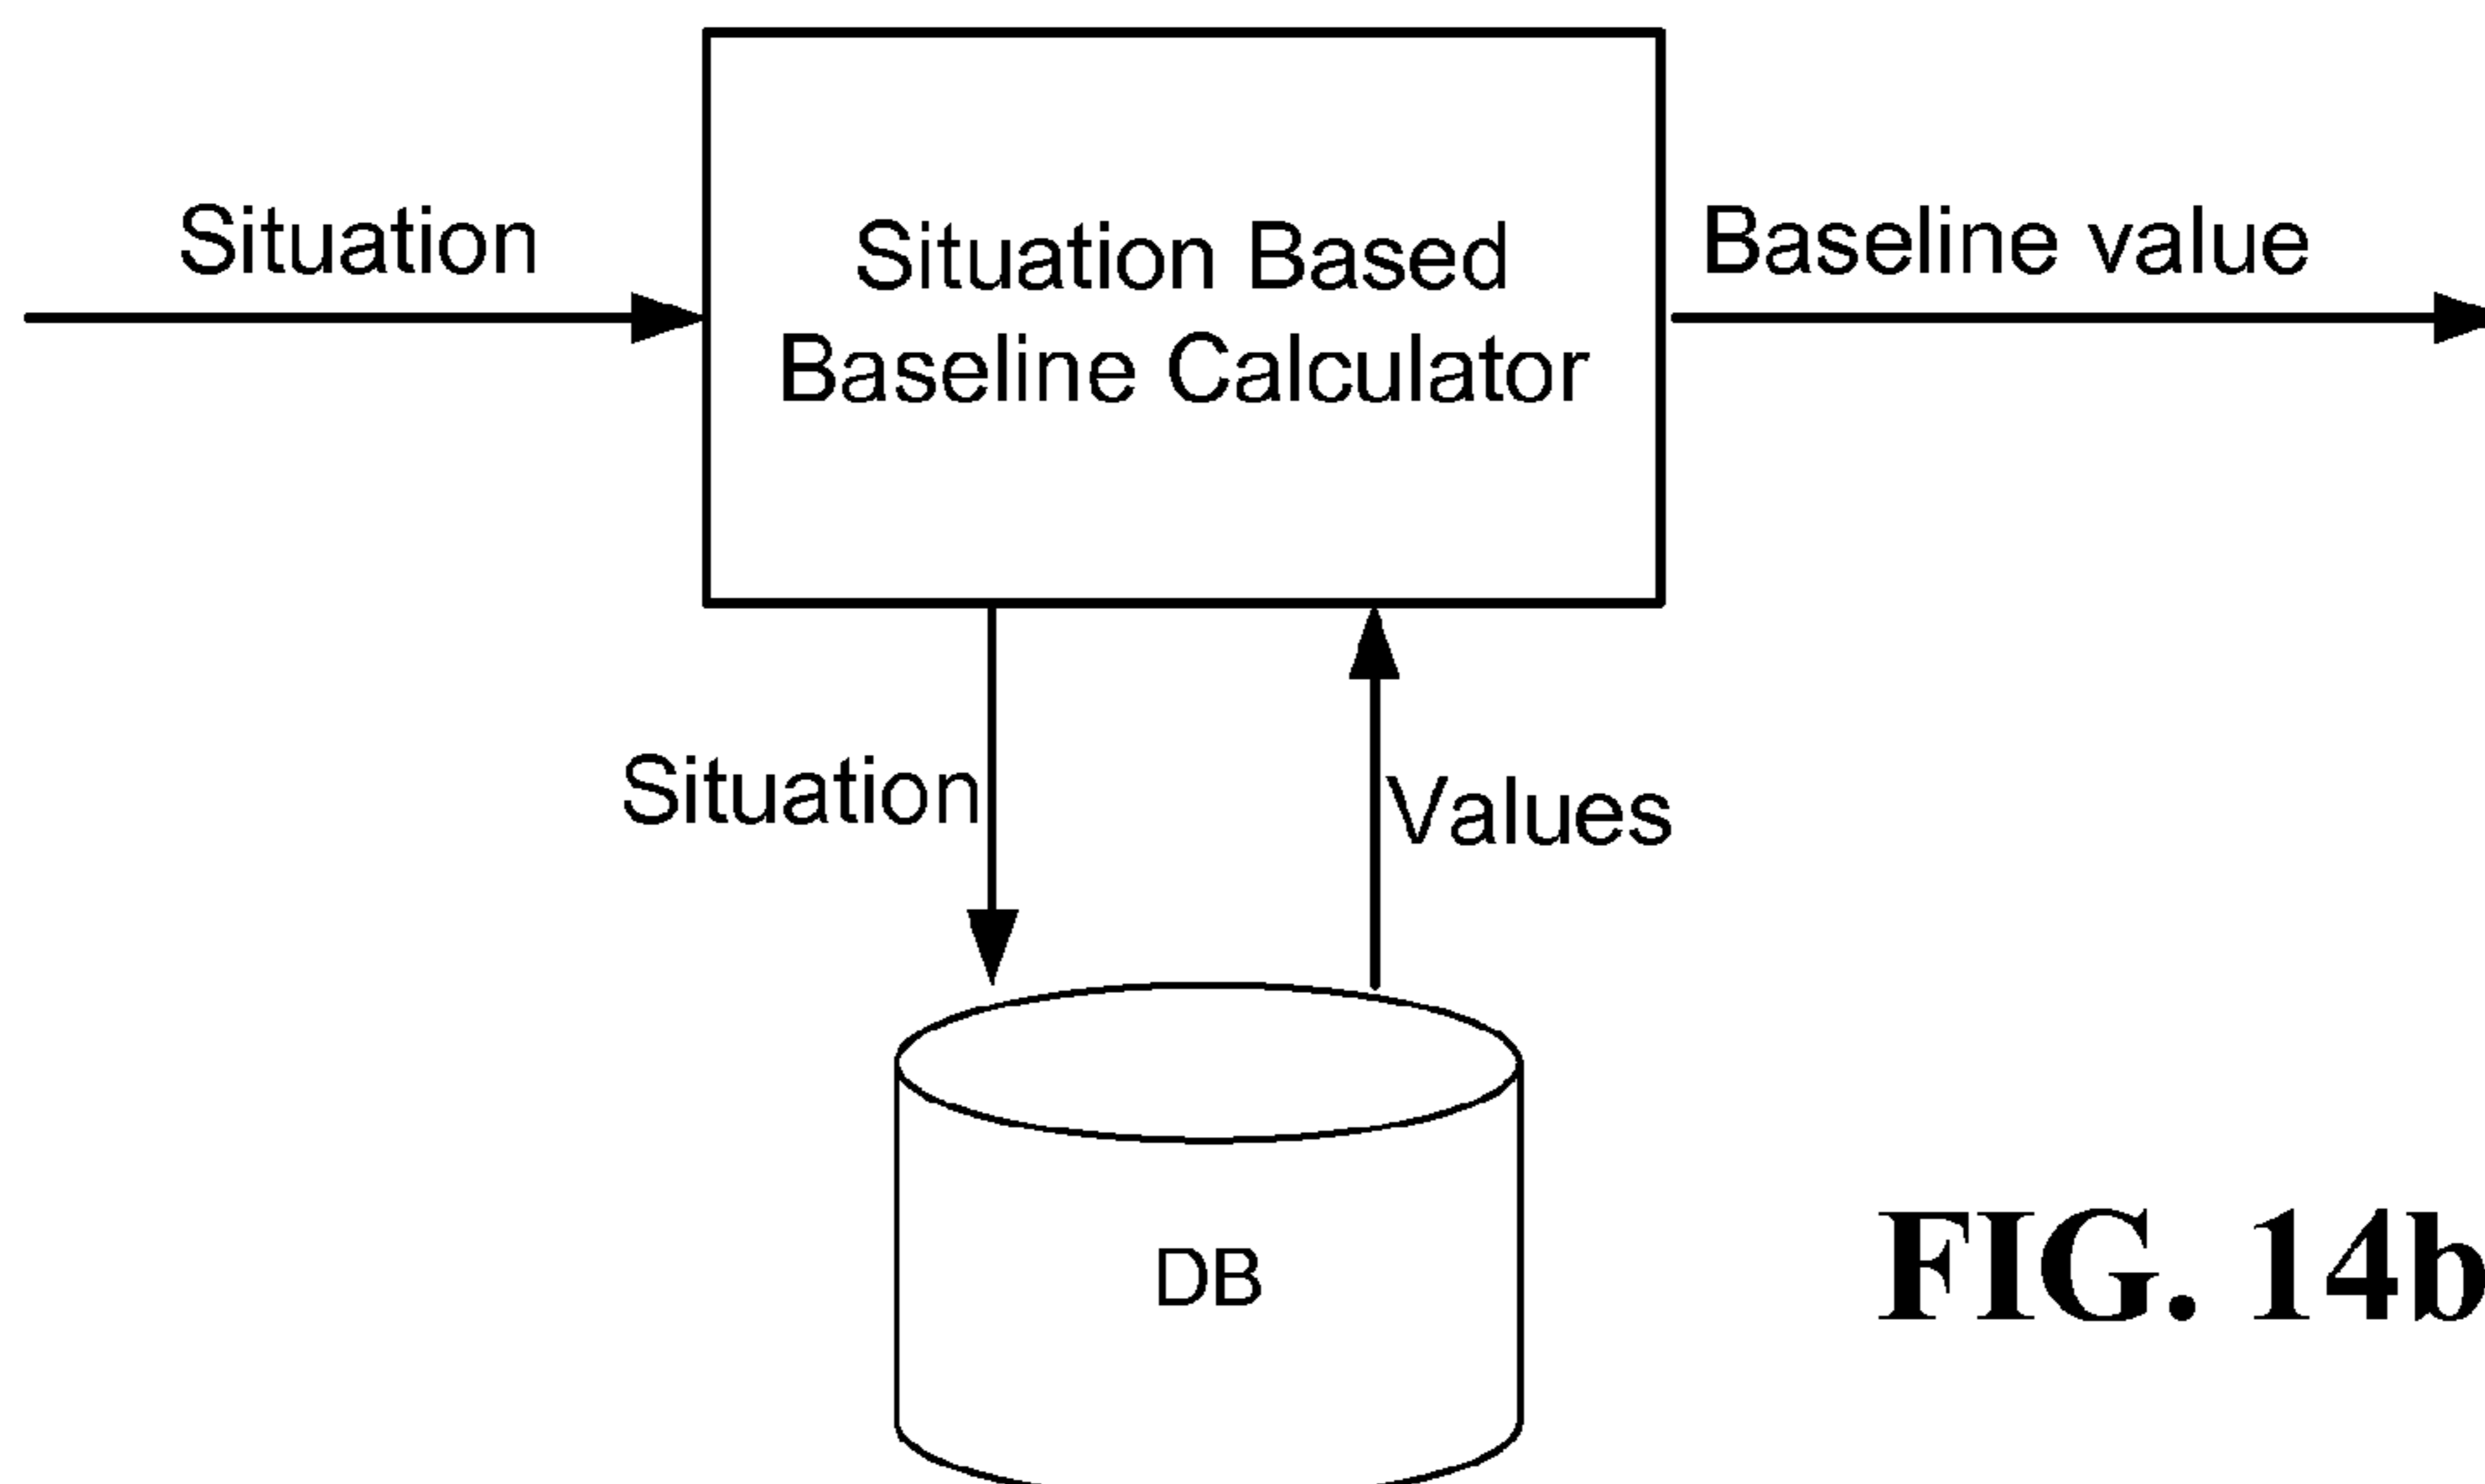 Situation
Situation Based
Baseline Calculator
Baseline value
Situation
Values
DB
FIG. 14b